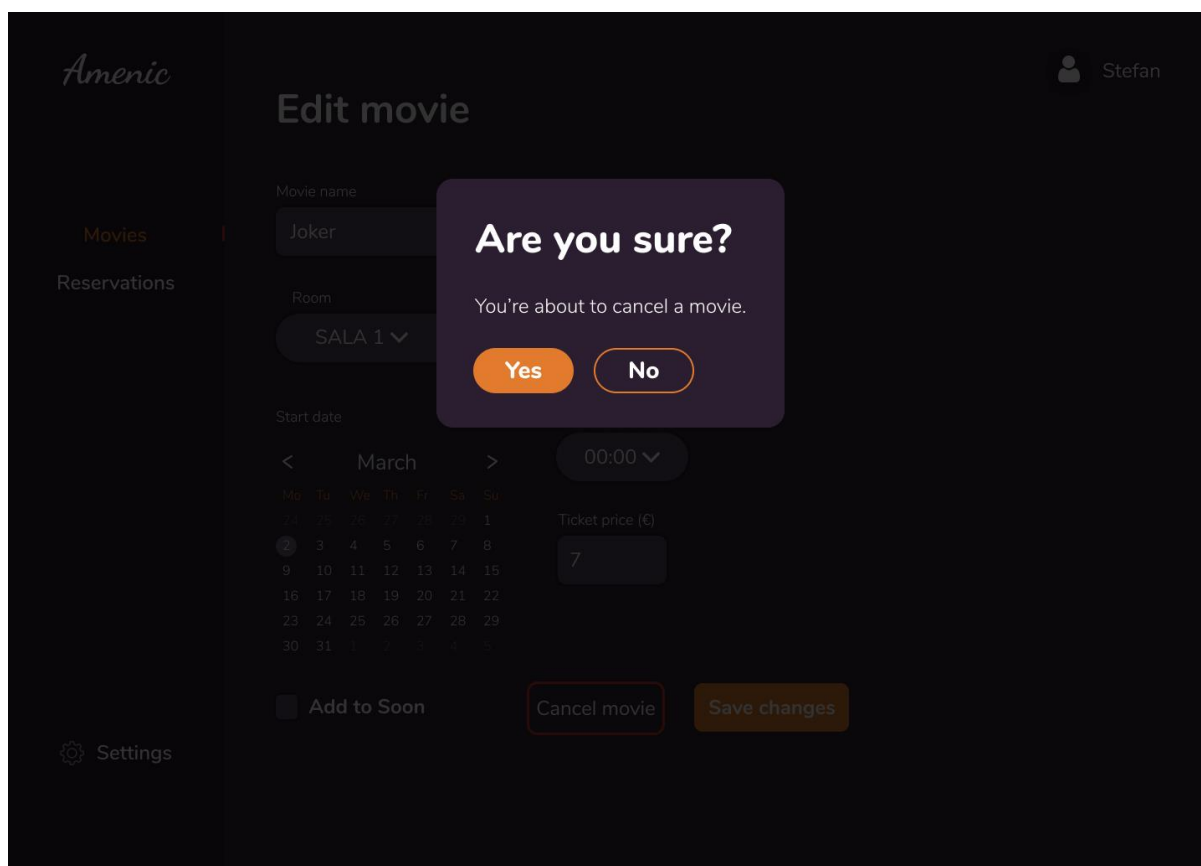 Amenic
Stefan
Edit movie
Movies
Reservations
Movie name
Joker
Room
SALA 1
Are you sure?
You’re about to cancel a movie.
Yes No
Start date
< March >
Mo Tu We Th Fr Sa Su
24 25 26 27 28 29 1
2 3 4 5 6 7 8
9 10 11 12 13 14 15
16 17 18 19 20 21 22
23 24 25 26 27 28 29
30 31 1 2 3 4 5
00:00
Ticket price (€)
7
Add to Soon
Cancel movie
Save changes
Settings